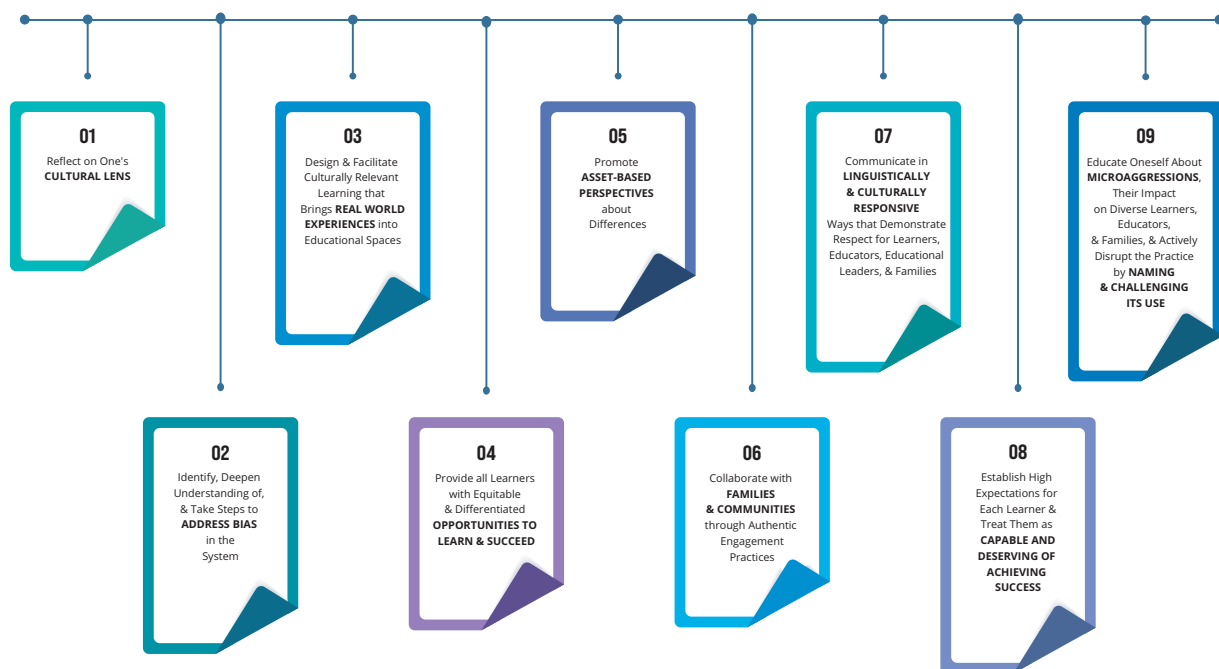 01
Reflect on One's
CULTURAL LENS
02
Identify, Deepen
Understanding of,
& Take Steps to
ADDRESS BIAS
in the
System
03
Design & Facilitate
Culturally Relevant
Learning that
Brings REAL WORLD
EXPERIENCES into
Educational Spaces
04
Provide all Learners
with Equitable
& Differentiated
OPPORTUNITIES TO
LEARN & SUCCEED
05
Promote
ASSET-BASED
PERSPECTIVES
about
Differences
06
Collaborate with
FAMILIES
& COMMUNITIES
through Authentic
Engagement
Practices
07
Communicate in
LINGUISTICALLY
& CULTURALLY
RESPONSIVE
Ways that Demonstrate
Respect for Learners,
Educators, Educational
Leaders, & Families
08
Establish High
Expectations for
Each Learner &
Treat Them as
CAPABLE AND
DESERVING OF
ACHIEVING
SUCCESS
09
Educate Oneself About
MICROAGGRESSIONS,
Their Impact
on Diverse Learners,
Educators,
& Families, & Actively
Disrupt the Practice
by NAMING
& CHALLENGING
ITS USE